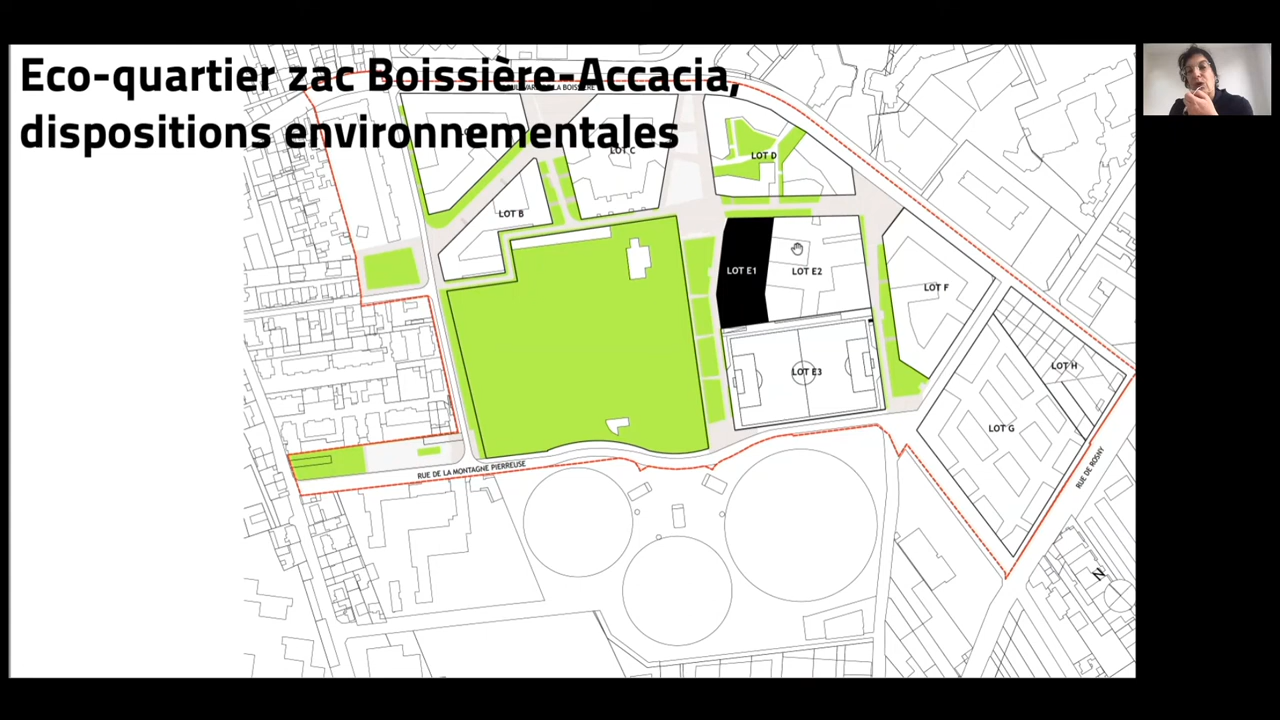 Eco-quartier zac Boissière-Accacia,
dispositions environnementales
LOT C
LOT D
LOT B
LOT E1
LOT E2
LOT F
LOT E3
LOT H
LOT G
RUE DE LA MONTAGNE PIERREUSE
RUE DE ROSNY
N